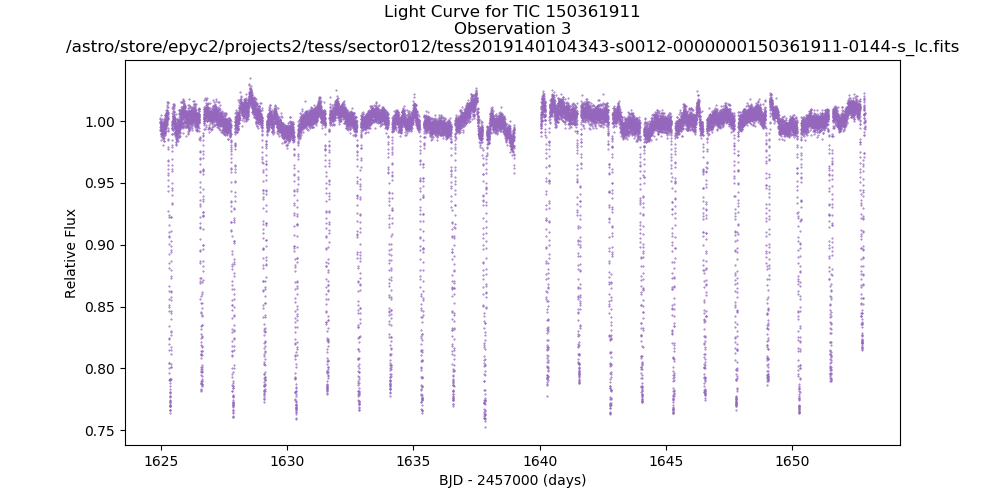 Light Curve for TIC 150361911
Observation 3
/astro/store/epyc2/projects2/tess/sector012/tess2019140104343-s0012-0000000150361911-0144-s_lc.fits
1.00
0.95
0.90
0.85
0.80
0.75
Relative Flux
1625
1630
1635
1640
1645
1650
BJD - 2457000 (days)